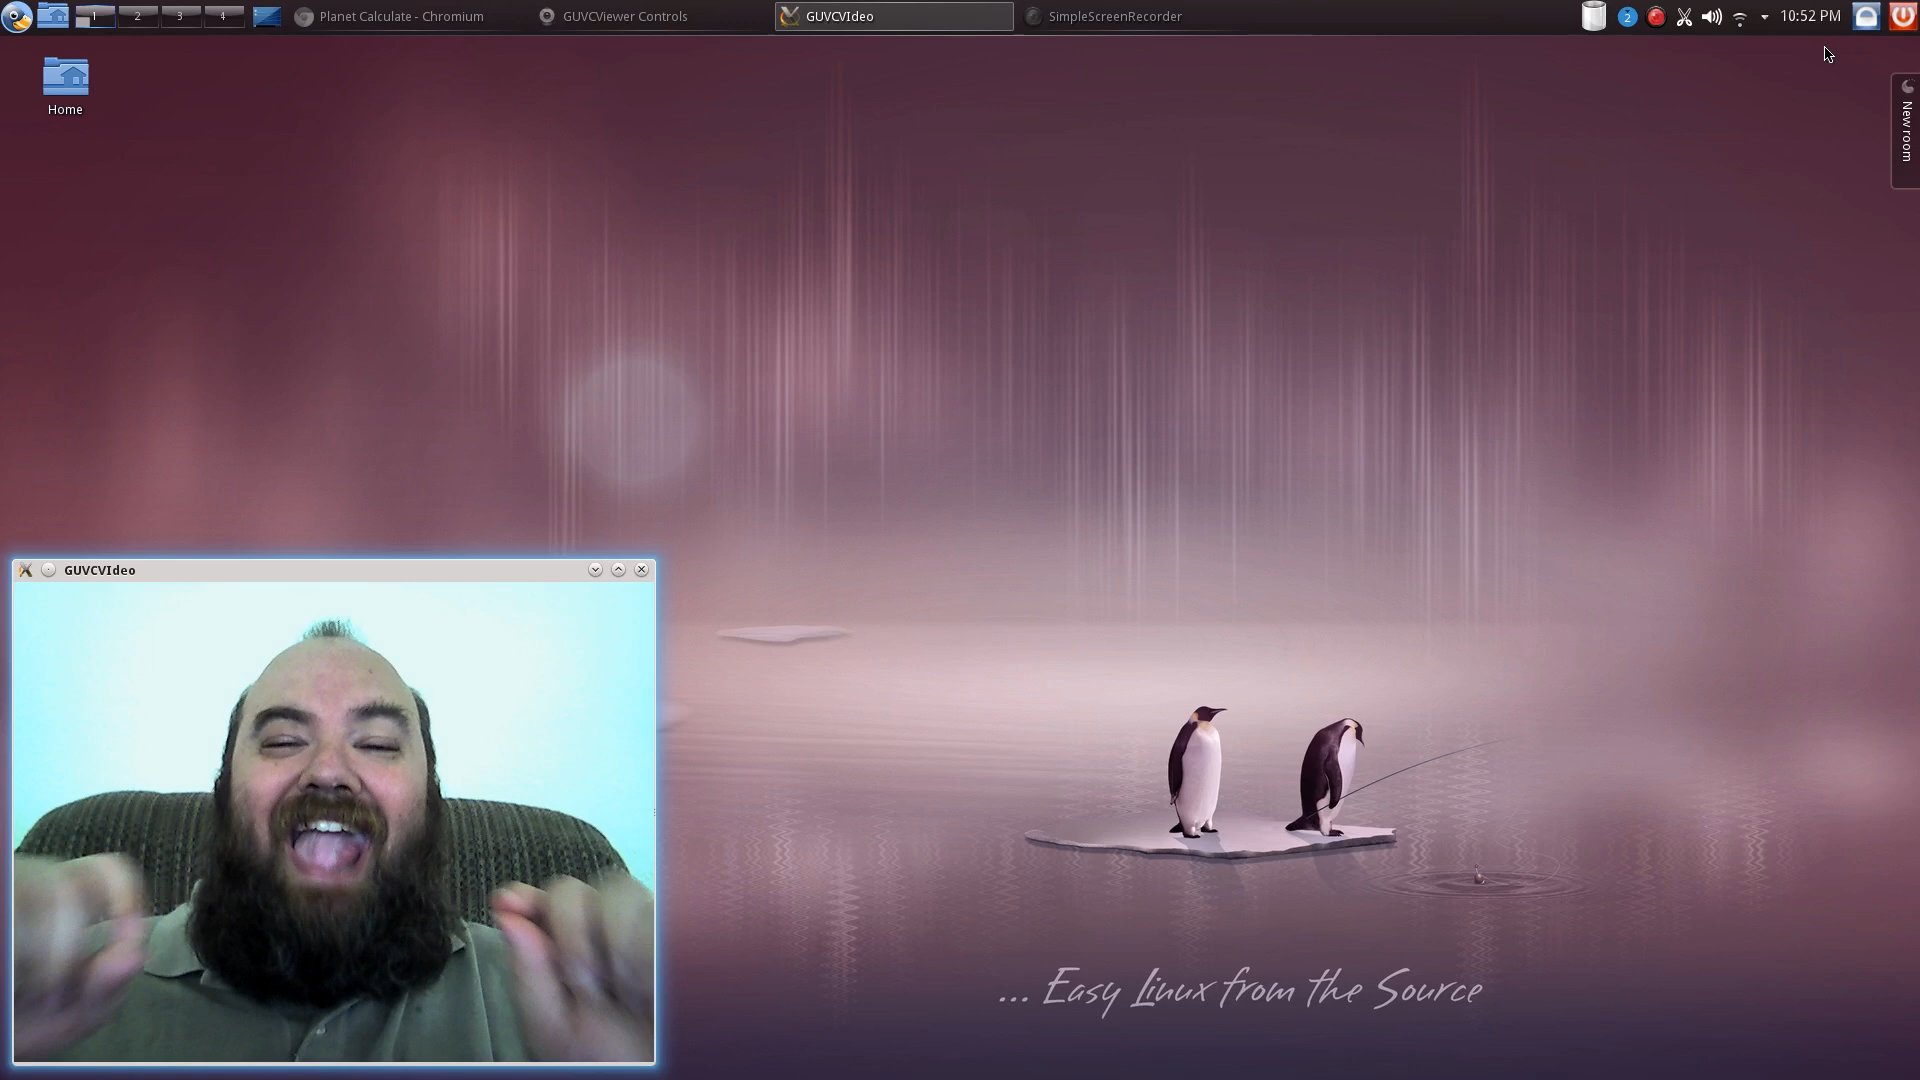 1
2
3
4
Planet Calculate - Chromium
GUVCViewer Controls
GUVCVIdeo
SimpleScreenRecorder
2
10:52 PM
Home
New room
GUVCVIdeo
... Easy Linux from the Source